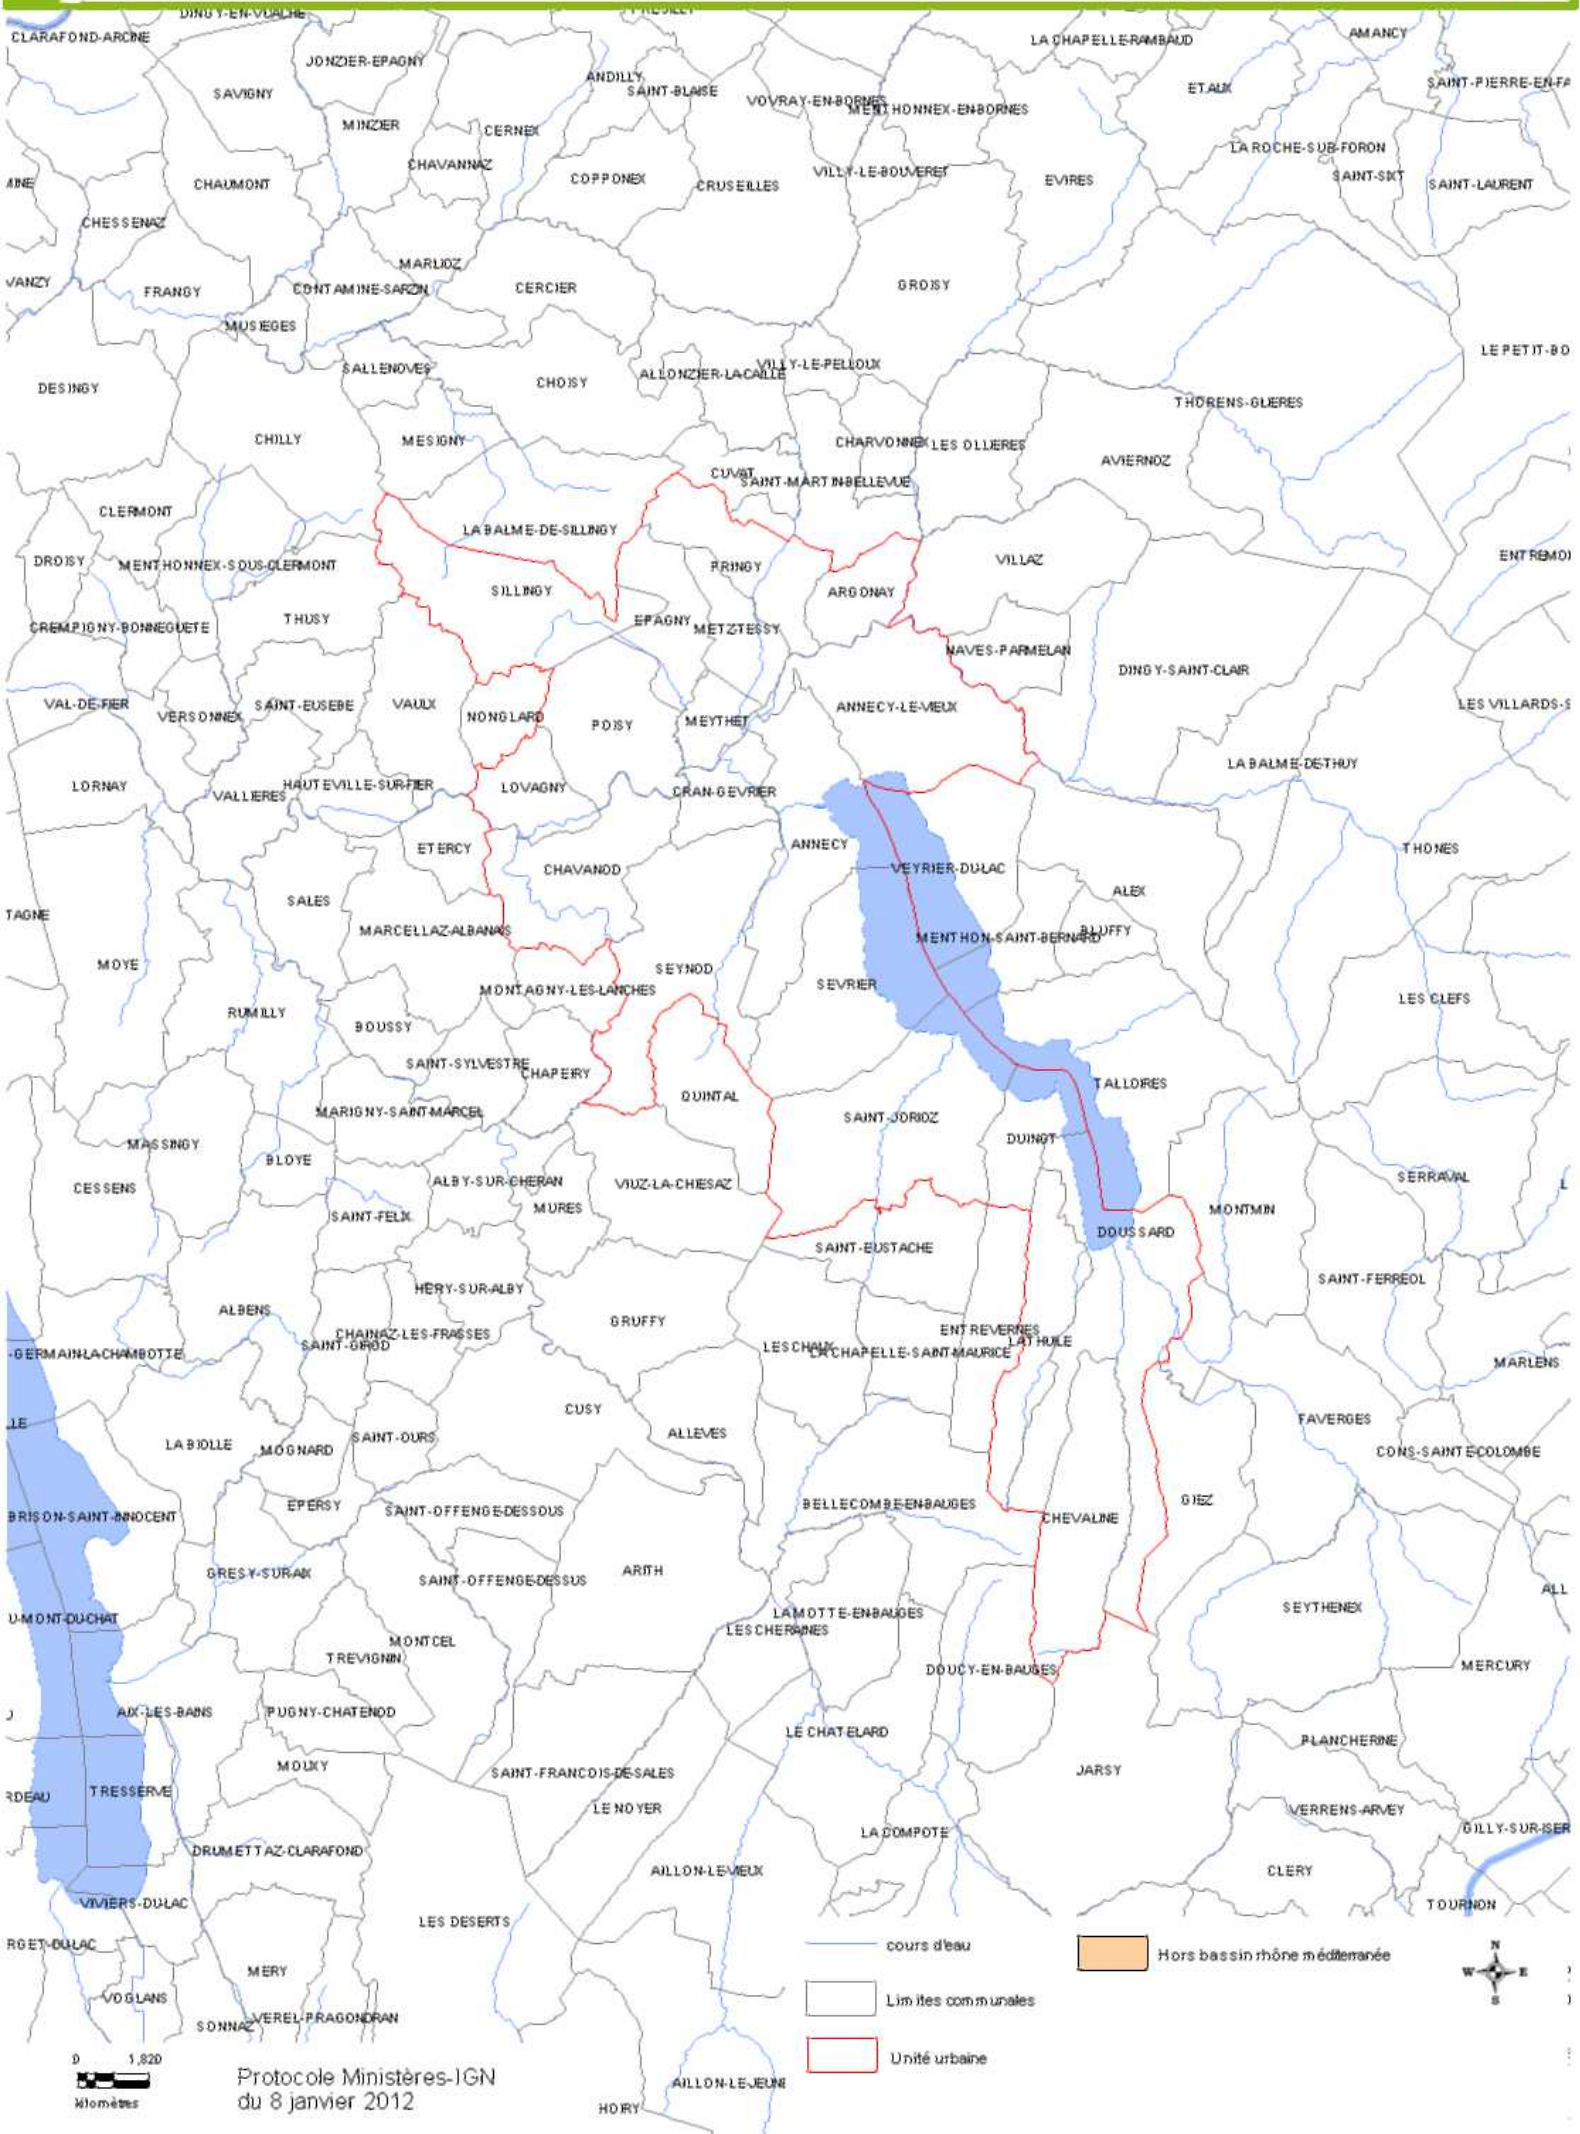 DINGY-EN-VUACHE
CLARAFOND-ARCINE
LA CHAPELLE-RAMBAUD
AMANCY
JONZIER-EPAGNY
ANDILLY
SAINT-BLAISE
ETAUX
SAINT-PIERRE-EN-FA
SAVIGNY
VOVRAY-EN-BORNES
MENTHONNEX-EN-BORNES
MINZIER
CERNEX
LA ROCHE-SUR-FORON
CHAVANNAZ
VILLY-LE-BOUVERET
SAINT-SIXT
CHAUMONT
COPPONEX
CRUSEILLES
EVIRES
SAINT-LAURENT
CHESSENAZ
MARLIOZ
VANZY
FRANGY
CONTAMINE-SARZIN
CERCIER
GROISY
MUSIEGES
LE PETIT-BO
SALLENOVES
VILLY-LE-PELLOUX
ALLONZIER-LA-CAILLE
DESINGY
CHOISY
THORENS-GLIERES
CHILLY
MESIGNY
CHARVONNEX
LES OLLIERES
AVIERNOZ
CUVAT
SAINT-MARTIN-BELLEVUE
CLERMONT
LA BALME-DE-SILLINGY
DROISY
MENTHONNEX-SOUS-CLERMONT
PRINGY
VILLAZ
ENTREMO
SILLINGY
ARGONAY
CREMPIGNY-BONNEGUETE
THUSY
EPAGNY
METZ-TESSY
NAVES-PARMELAN
DINGY-SAINT-CLAIR
VAL-DE-FIER
VERSONNEX
SAINT-EUSEBE
VAULX
NONGLARD
POISY
MEYTHET
ANNECY-LE-VIEUX
LES VILLARDS-S
LORNAY
VALLIERES
HAUTEVILLE-SUR-FIER
LOVAGNY
CRAN-GEVRIER
LA BALME-DE-THUY
ETERCY
ANNECY
THONES
CHAVANOD
VEYRIER-DU-LAC
SALES
ALEX
TAGNE
MARCELLAZ-ALBANAIS
MENTHON-SAINT-BERNARD
BLUFFY
MOYE
SEYNOD
SEVRIER
MONTAGNY-LES-LANCHES
LES CLEFS
RUMILLY
BOUSSY
SAINT-SYLVESTRE
CHAPEIRY
TALLOIRES
QUINTAL
MARIGNY-SAINT-MARCEL
SAINT-JORIOZ
MASSINGY
DUINGT
BLOYE
CESSENS
ALBY-SUR-CHERAN
VIUZ-LA-CHIESAZ
SERRAVAL
L
SAINT-FELIX
MURES
MONTMIN
DOUSSARD
SAINT-EUSTACHE
HERY-SUR-ALBY
SAINT-FERREOL
ALBENS
GRUFFY
CHAINAZ-LES-FRASSES
SAINT-GIROD
ENTREVERNES
LATHUILE
-GERMAIN-LA-CHAMBOTTE
LESCHAUX
LA CHAPELLE-SAINT-MAURICE
MARLENS
CUSY
LE
FAVERGES
LA BIOLLE
MOGNARD
SAINT-OURS
ALLEVES
CONS-SAINTE-COLOMBE
EPERSY
SAINT-OFFENGE-DESSOUS
BELLECOMBE-EN-BAUGES
GIEZ
BRISON-SAINT-INNOCENT
CHEVALINE
GRESY-SUR-AIX
SAINT-OFFENGE-DESSUS
ARITH
ALL
U-MONT-DU-CHAT
LA MOTTE-EN-BAUGES
SEYTHENEX
MONTCEL
LESCHERAINES
TREVIGNIN
DOUCY-EN-BAUGES
MERCURY
AIX-LES-BAINS
PUGNY-CHATENOD
LE CHATELARD
PLANCHERINE
MOUXY
SAINT-FRANCOIS-DE-SALES
JARSY
RDEAU
TRESSERVE
LE NOYER
VERRENS-ARVEY
GILLY-SUR-ISER
DRUMETTAZ-CLARAFOND
LA COMPOTE
AILLON-LE-VIEUX
CLERY
VIVIERS-DU-LAC
TOURNON
LES DESERTS
RGET-DU-LAC
MERY
VOGLANS
SONNAZ
VEREL-PRAGONDRAN
AILLON-LE-JEUNE
cours d'eau
Limites communales
Unité urbaine
Hors bassin rhône méditerranée
N
W E
S
0 1,820
kilomètres
Protocole Ministères-IGN
du 8 janvier 2012